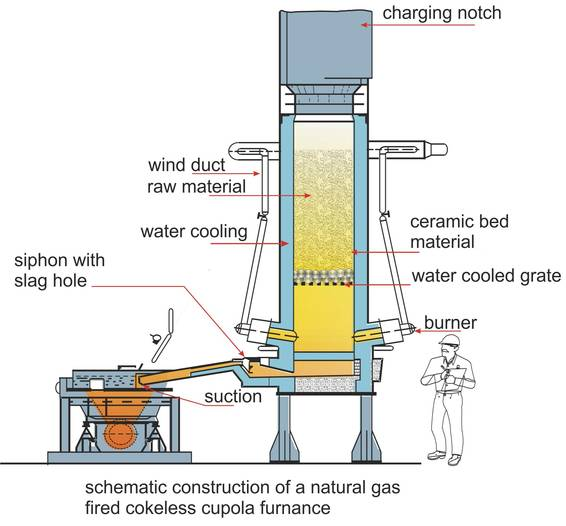 charging notch
wind duct
raw material
water cooling
ceramic bed
material
siphon with
slag hole
water cooled grate
burner
suction
schematic construction of a natural gas
fired cokeless cupola furnance